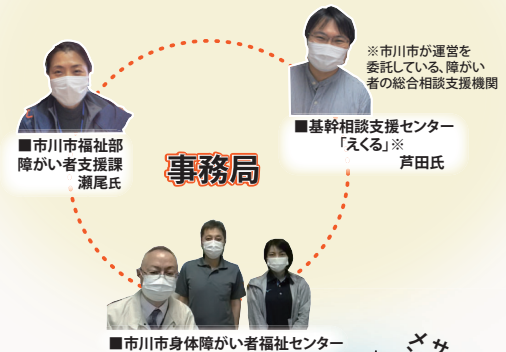 ※市川市が運営を
委託している、障がい
者の総合相談支援機関
■基幹相談支援センター
「えくる」※
芦田氏
■市川市福祉部
障がい者支援課
瀬尾氏
事務局
■市川市身体障がい者福祉センター